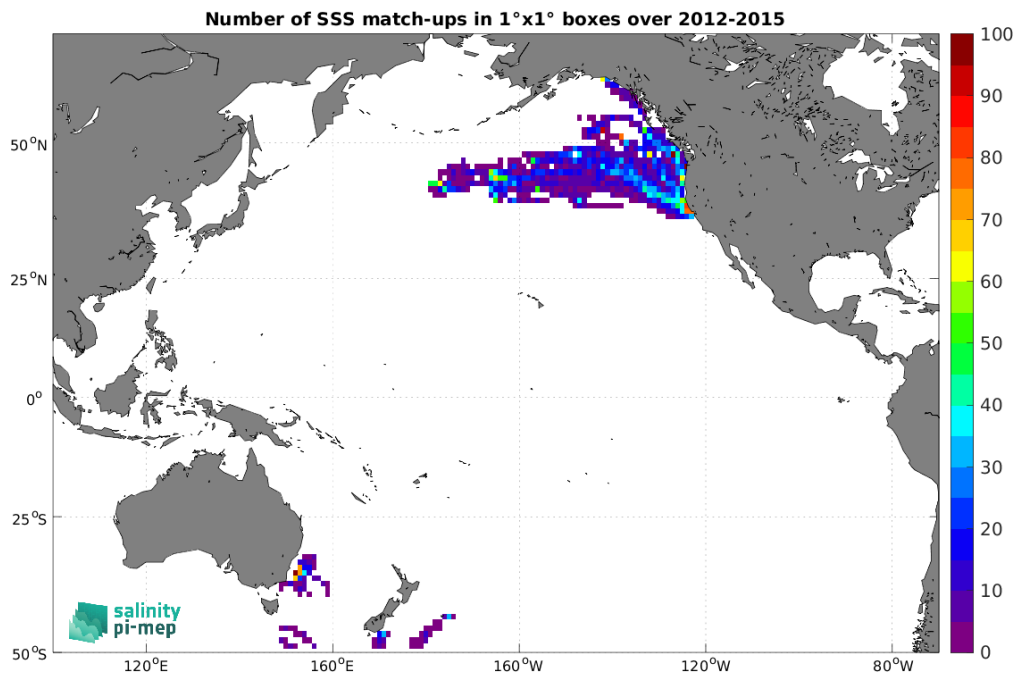 Number of SSS match-ups in 1°x1° boxes over 2012-2015
100
90
80
70
60
50
40
30
20
10
0
50°N
25°N
0°
25°S
50°S
120°E
160°E
160°W
120°W
80°W
salinity
pi-mep